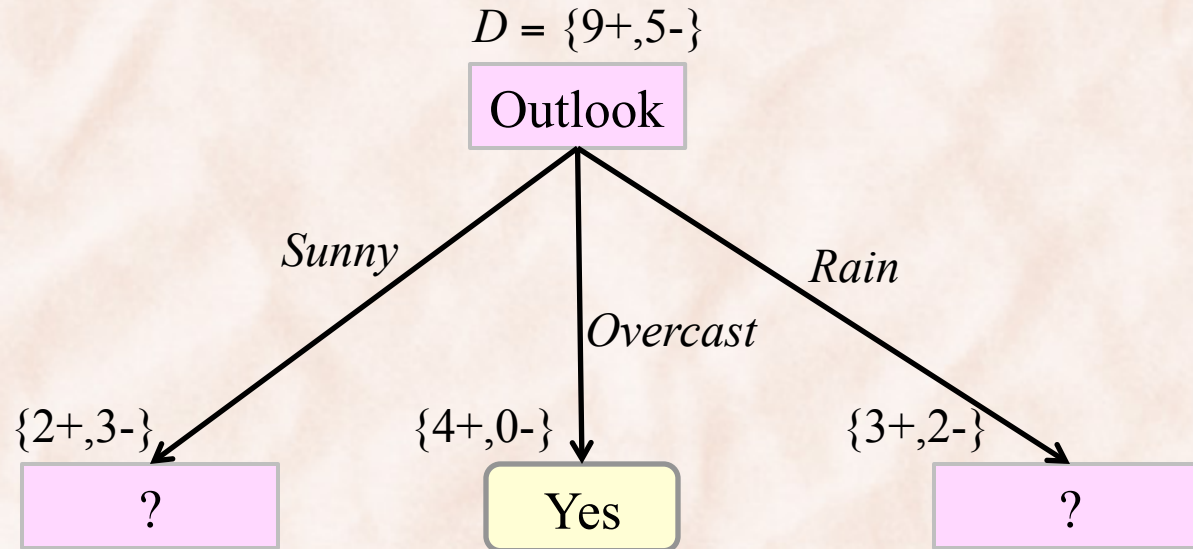 D = {9+,5-}
Outlook
Sunny
Rain
Overcast
{2+,3-}
{4+,0-}
{3+,2-}
?
Yes
?